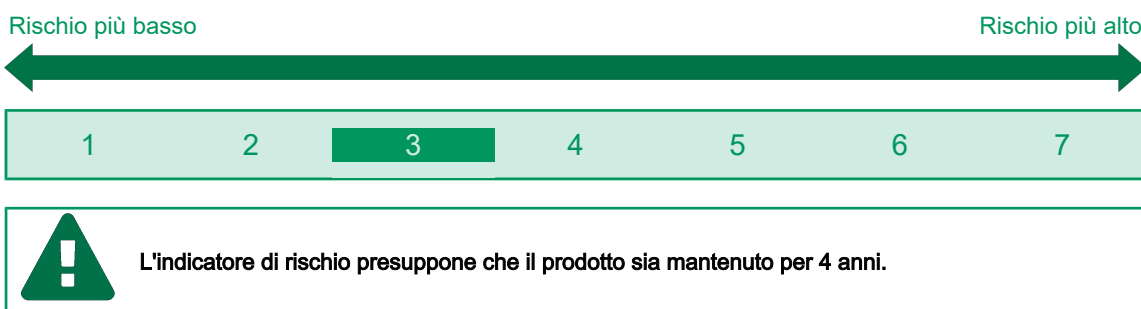 Rischio più basso Rischio più alto
1 2 3 4 5 6 7
L'indicatore di rischio presuppone che il prodotto sia mantenuto per 4 anni.